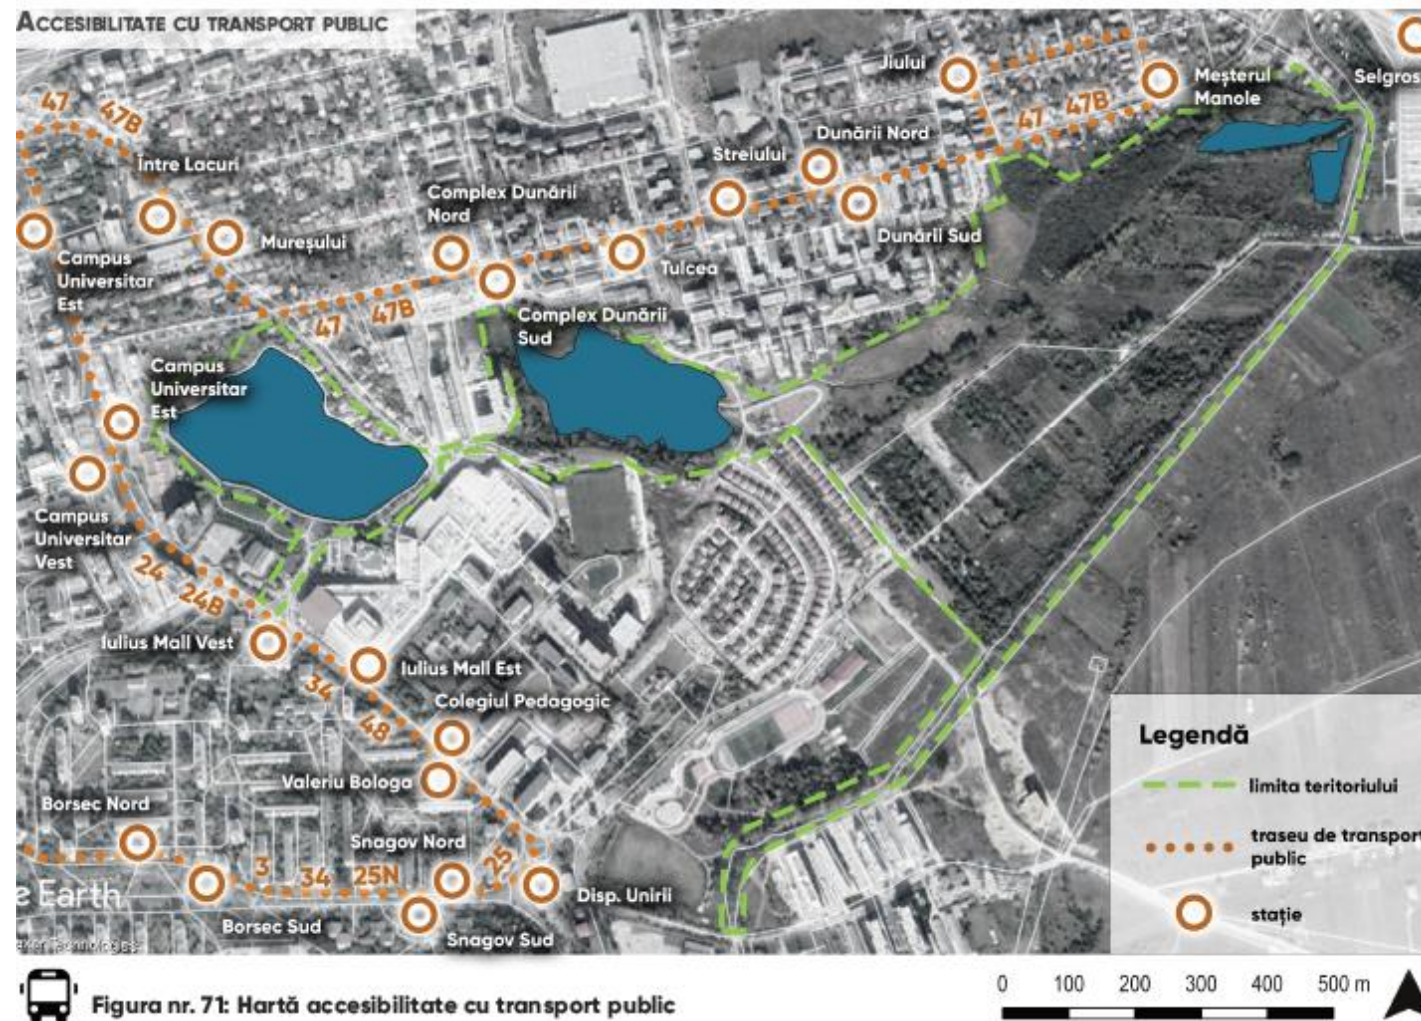 ACCESIBILITATE CU TRANSPORT PUBLIC
Jiului
Meșterul
Manole
Selgros
47
47B
Între Lacuri
Dunării Nord
47
47B
Streiului
Complex Dunării
Nord
Mureșului
Dunării Sud
Campus
Universitar
Est
Tulcea
47
47B
Complex Dunării
Sud
Campus
Universitar
Est
Campus
Universitar
Vest
24
24B
Iulius Mall Vest
Iulius Mall Est
34
48
Colegiul Pedagogic
Valeriu Bologa
Borsec Nord
Snagov Nord
3
34
25N
25
Disp. Unirii
e Earth
Borsec Sud
Snagov Sud
Legendă
limita teritoriului
traseu de transport
public
stație
Figura nr. 71: Hartă accesibilitate cu transport public
0 100 200 300 400 500 m